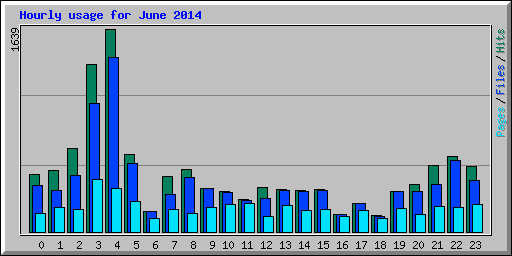 Hourly usage for June 2014
1639
Pages/Files/Hits
0 1 2 3 4 5 6 7 8 9 10 11 12 13 14 15 16 17 18 19 20 21 22 23